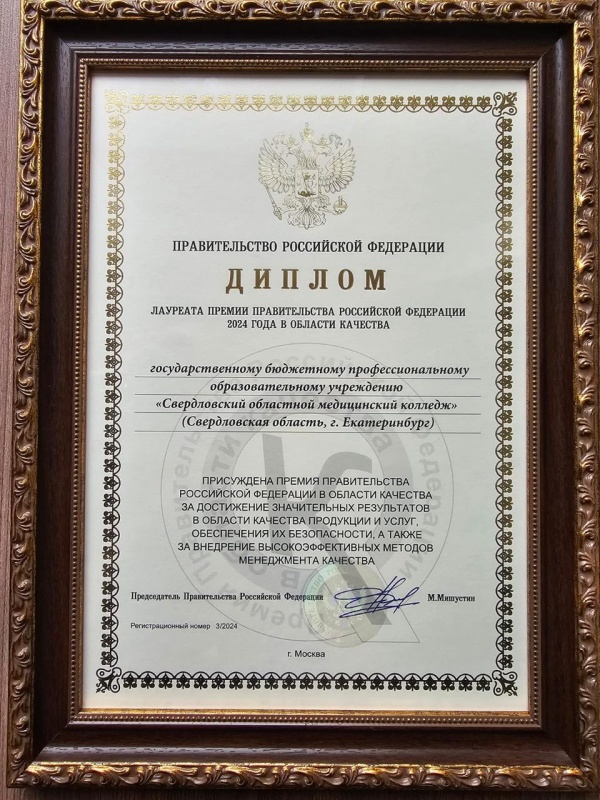 ПРАВИТЕЛЬСТВО РОССИЙСКОЙ ФЕДЕРАЦИИ
ДИПЛОМ
ЛАУРЕАТА ПРЕМИИ ПРАВИТЕЛЬСТВА РОССИЙСКОЙ ФЕДЕРАЦИИ
2024 ГОДА В ОБЛАСТИ КАЧЕСТВА
государственному бюджетному профессиональному
образовательному учреждению
«Свердловский областной медицинский колледж»
(Свердловская область, г. Екатеринбург)
ПРИСУЖДЕНА ПРЕМИЯ ПРАВИТЕЛЬСТВА
РОССИЙСКОЙ ФЕДЕРАЦИИ В ОБЛАСТИ КАЧЕСТВА
ЗА ДОСТИЖЕНИЕ ЗНАЧИТЕЛЬНЫХ РЕЗУЛЬТАТОВ
В ОБЛАСТИ КАЧЕСТВА ПРОДУКЦИИ И УСЛУГ,
ОБЕСПЕЧЕНИЯ ИХ БЕЗОПАСНОСТИ, А ТАКЖЕ
ЗА ВНЕДРЕНИЕ ВЫСОКОЭФФЕКТИВНЫХ МЕТОДОВ
МЕНЕДЖМЕНТА КАЧЕСТВА
Председатель Правительства Российской Федерации М.Мишустин
Регистрационный номер 3/2024
г. Москва